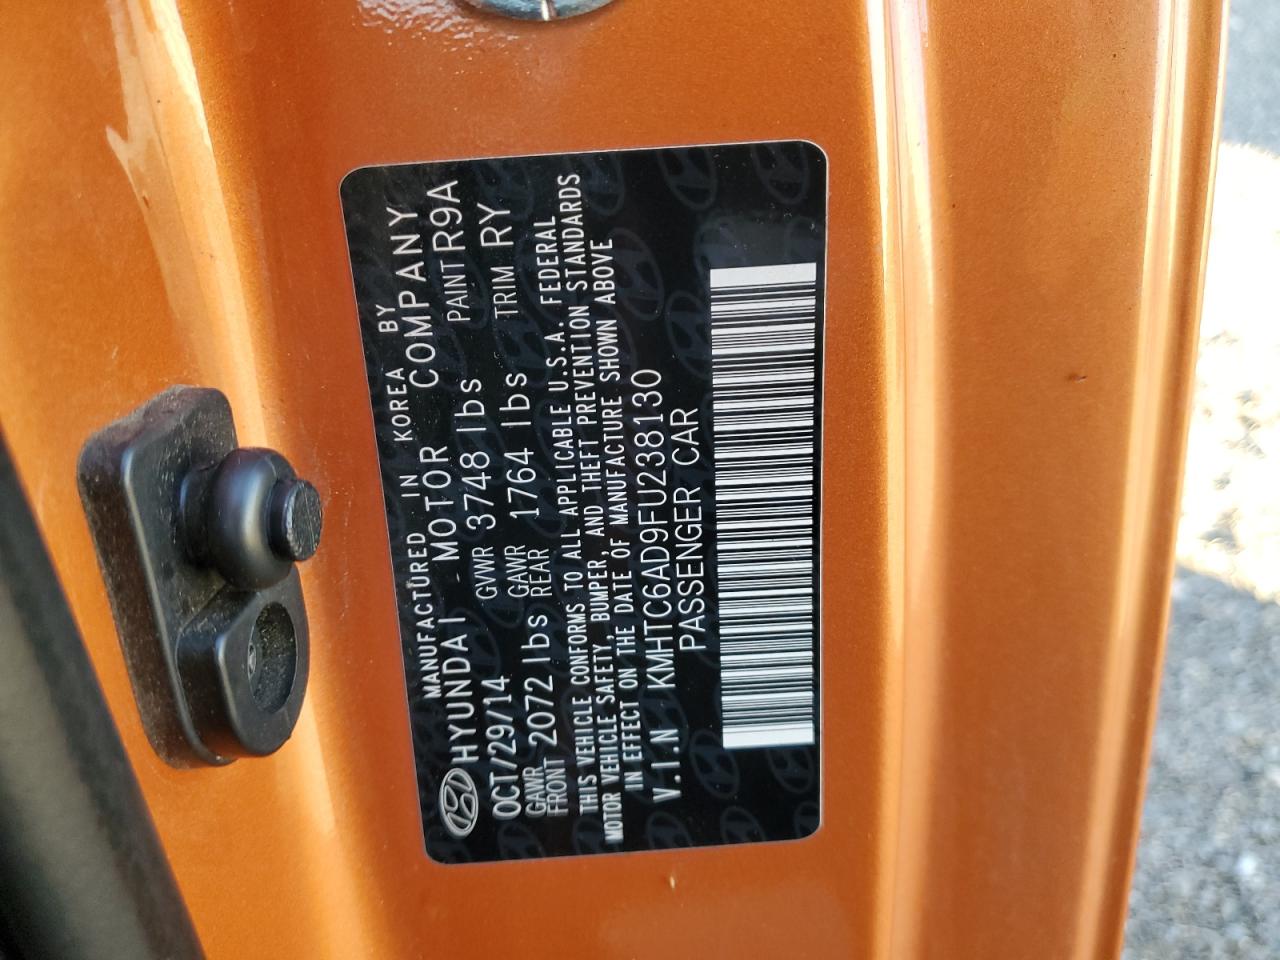 MANUFACTURED IN KOREA BY
HYUNDAI MOTOR COMPANY
OCT/29/14 GVWR 3748 lbs PAINT R9A
GAWR FRONT 2072 lbs GAWR REAR 1764 lbs TRIM RY
THIS VEHICLE CONFORMS TO ALL APPLICABLE U.S.A. FEDERAL
MOTOR VEHICLE SAFETY, BUMPER, AND THEFT PREVENTION STANDARDS
IN EFFECT ON THE DATE OF MANUFACTURE SHOWN ABOVE
V.I.N KMHTC6AD9FU238130
PASSENGER CAR